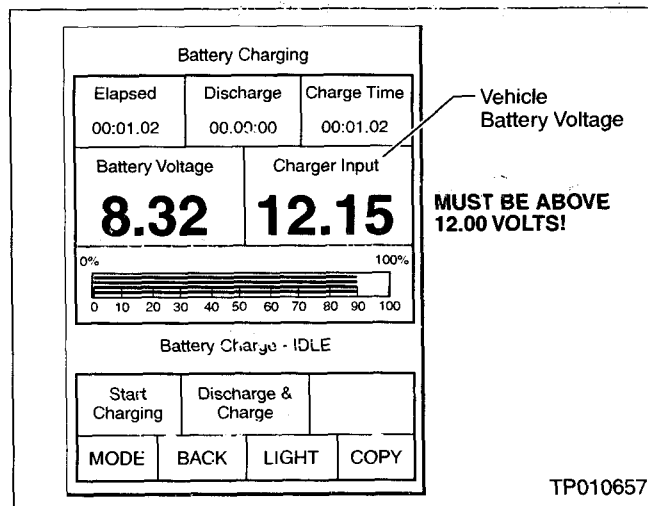 Battery Charging
Elapsed Discharge Charge Time
00:01.02 00.00:00 00:01.02
Vehicle
Battery Voltage
Battery Voltage Charger Input
8.32 12.15
MUST BE ABOVE
12.00 VOLTS!
0% 100%
0 10 20 30 40 50 60 70 80 90 100
Battery Charge - IDLE
Start
Charging
Discharge &
Charge
MODE BACK LIGHT COPY
TP010657